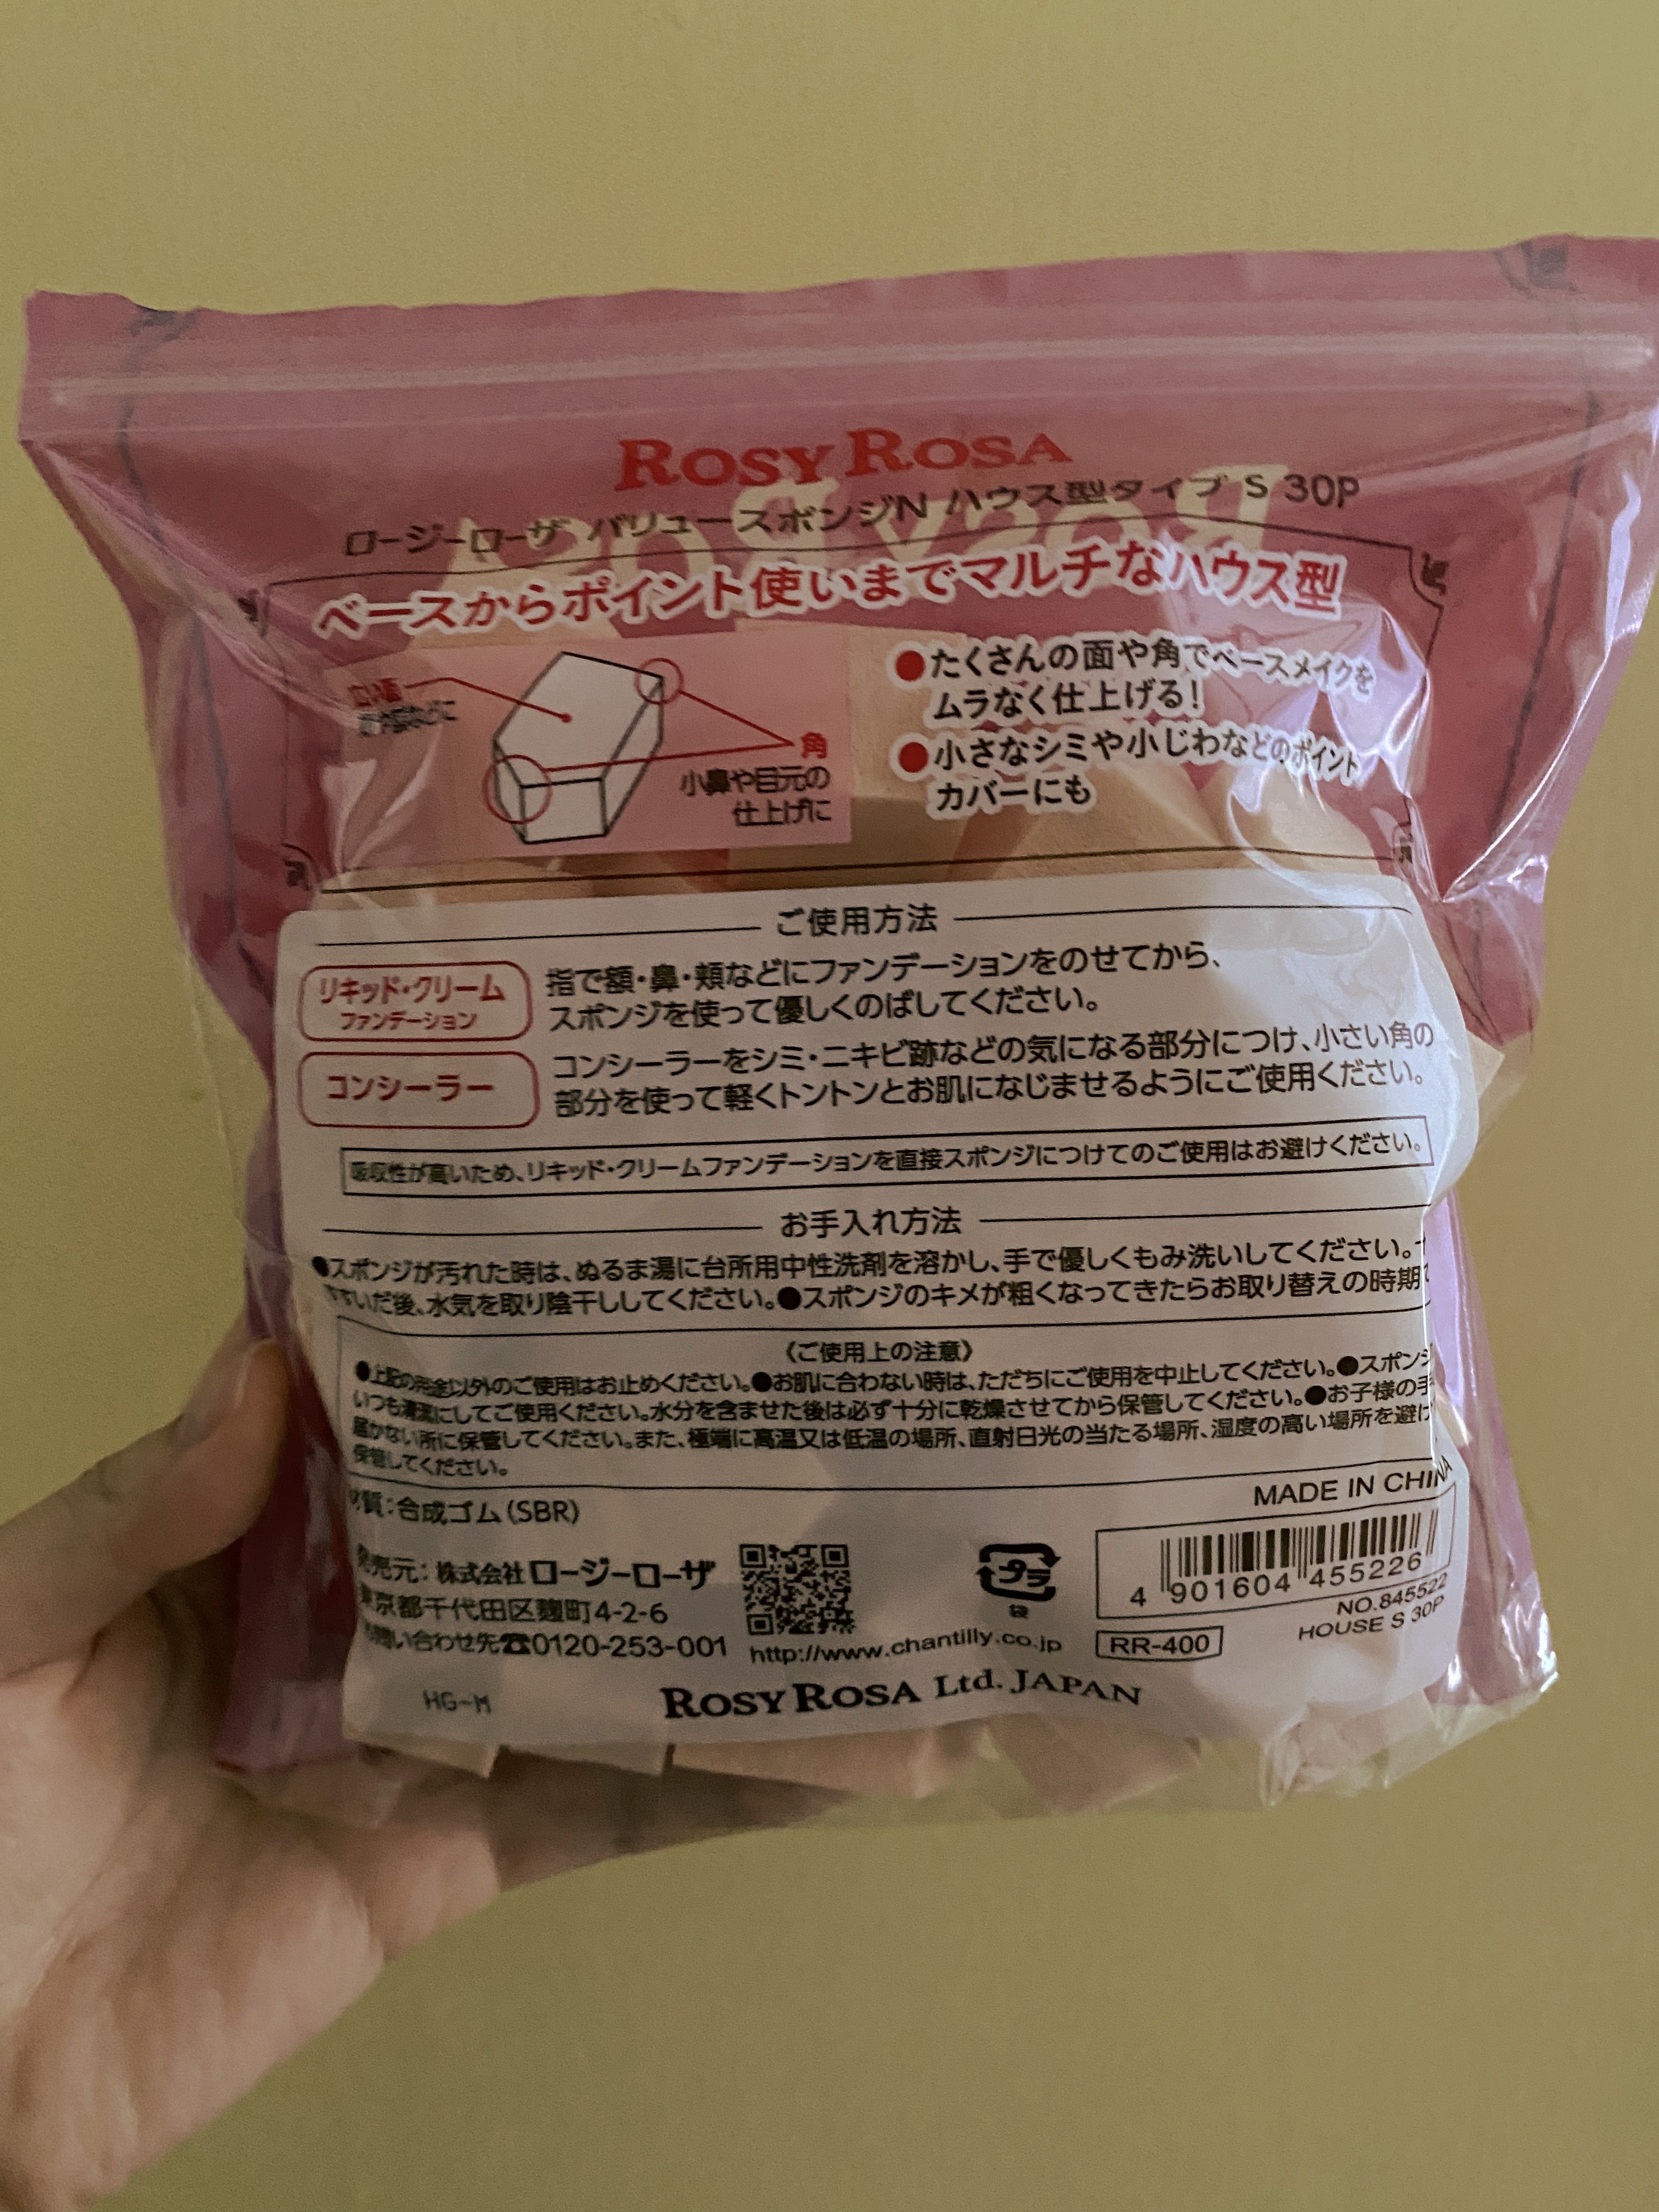 ROSY ROSA
ロージーローザ バリュースポンジN ハウス型タイプ S 30P
ベースからポイント使いまでマルチなハウス型
広い面
角
小鼻や目元の
仕上げに
●たくさんの面や角でベースメイクを
ムラなく仕上げる!
●小さなシミや小じわなどのポイント
カバーにも
ご使用方法
リキッド・クリーム
ファンデーション
指で額・鼻・頬などにファンデーションをのせてから、
スポンジを使って優しくのばしてください。
コンシーラー
コンシーラーをシミ・ニキビ跡などの気になる部分につけ、小さい角の
部分を使って軽くトントンとお肌になじませるようにご使用ください。
吸収性が高いため、リキッド・クリームファンデーションを直接スポンジにつけてのご使用はお避けください。
お手入れ方法
●スポンジが汚れた時は、ぬるま湯に台所用中性洗剤を溶かし、手で優しくもみ洗いしてください。
すすいだ後、水気を取り陰干ししてください。●スポンジのキメが粗くなってきたらお取り替えの時期
《ご使用上の注意》
●上記の用途以外のご使用はお止めください。●お肌に合わない時は、ただちにご使用を中止してください。●スポンジ
いつも清潔にしてご使用ください。水分を含ませた後は必ず十分に乾燥させてから保管してください。●お子様の手
届かない所に保管してください。また、極端に高温又は低温の場所、直射日光の当たる場所、湿度の高い場所を避け
保管してください。
材質:合成ゴム(SBR)
MADE IN CHINA
発売元:株式会社 ロージーローザ
東京都千代田区麹町4-2-6
お問い合わせ先☎0120-253-001
http://www.chantilly.co.jp
プラ
袋
4 901604 455226
NO.845522
HOUSE S 30P
RR-400
HG-M
ROSY ROSA Ltd. JAPAN